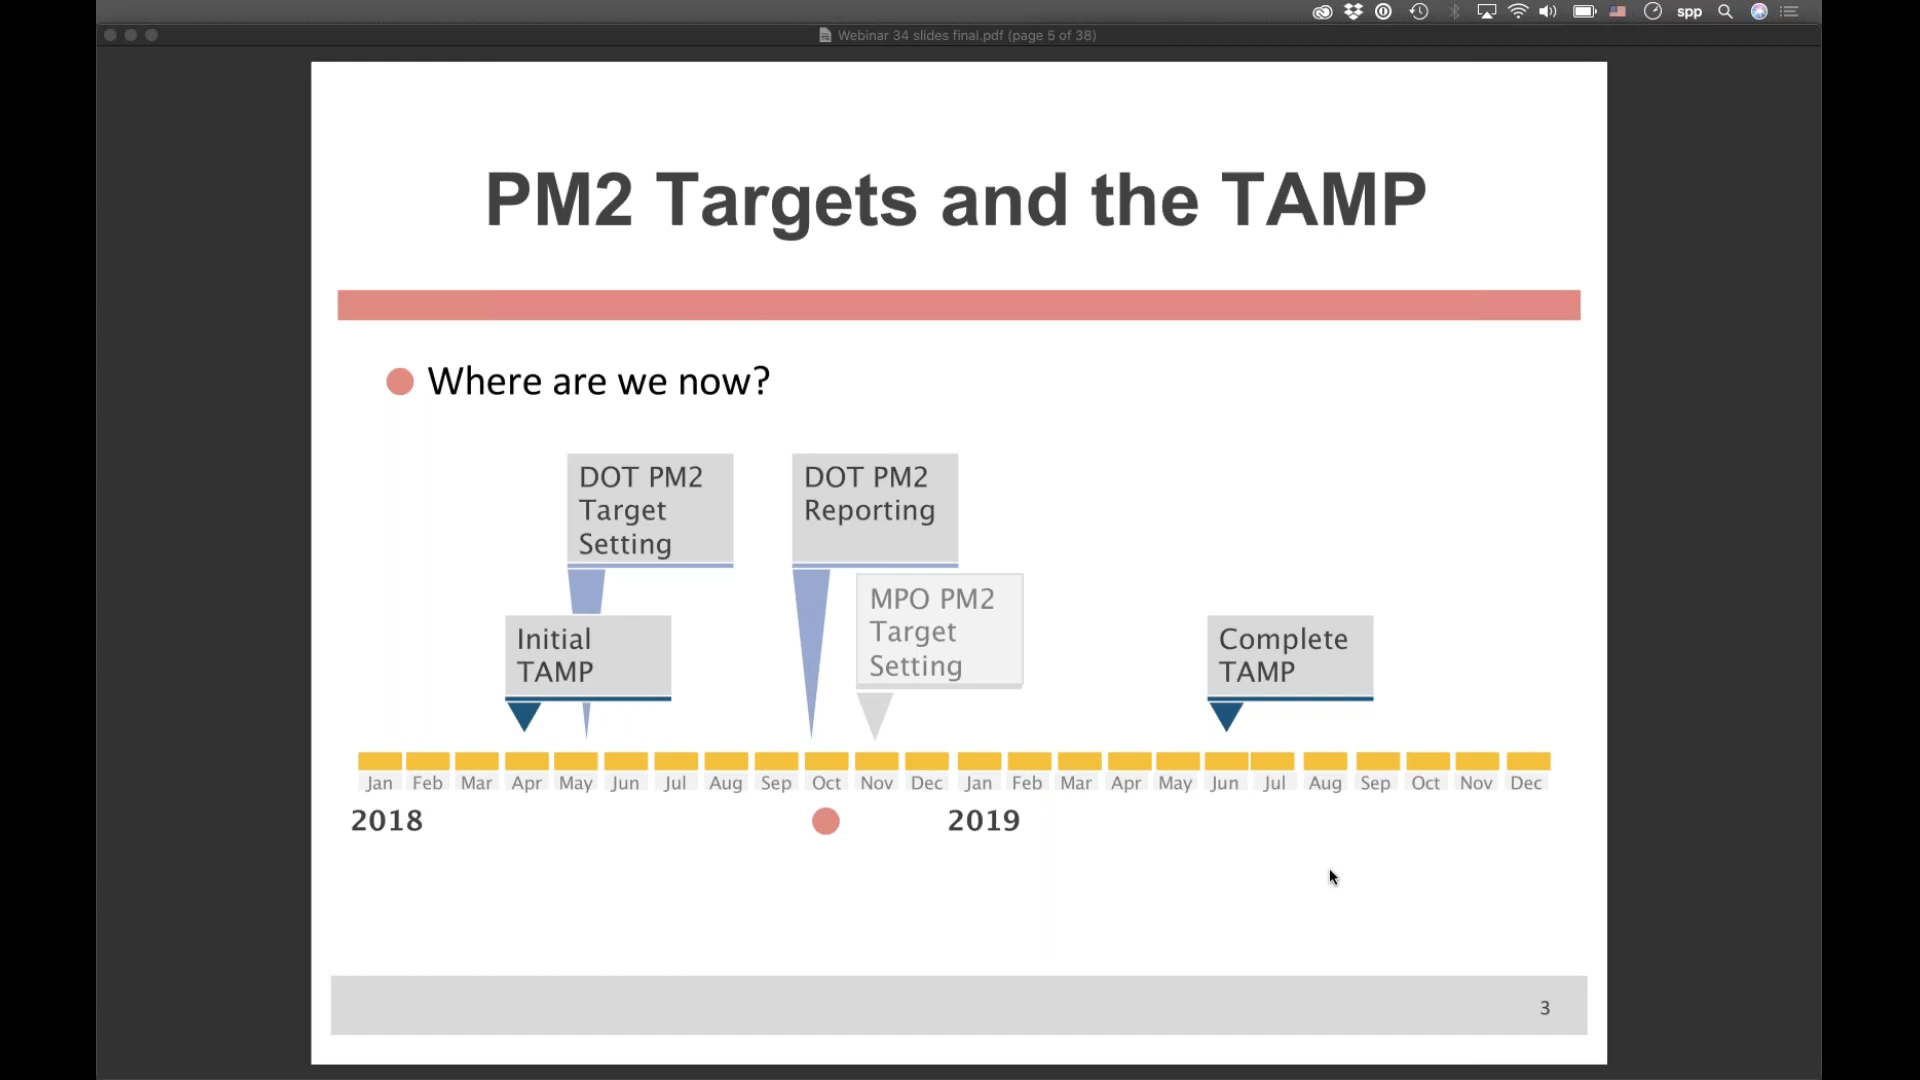 spp
Webinar 34 slides final.pdf (page 5 of 38)
PM2 Targets and the TAMP
Where are we now?
DOT PM2
Target
Setting
DOT PM2
Reporting
MPO PM2
Target
Setting
Initial
TAMP
Complete
TAMP
Jan Feb Mar Apr May Jun Jul Aug Sep Oct Nov Dec Jan Feb Mar Apr May Jun Jul Aug Sep Oct Nov Dec
2018 2019
3